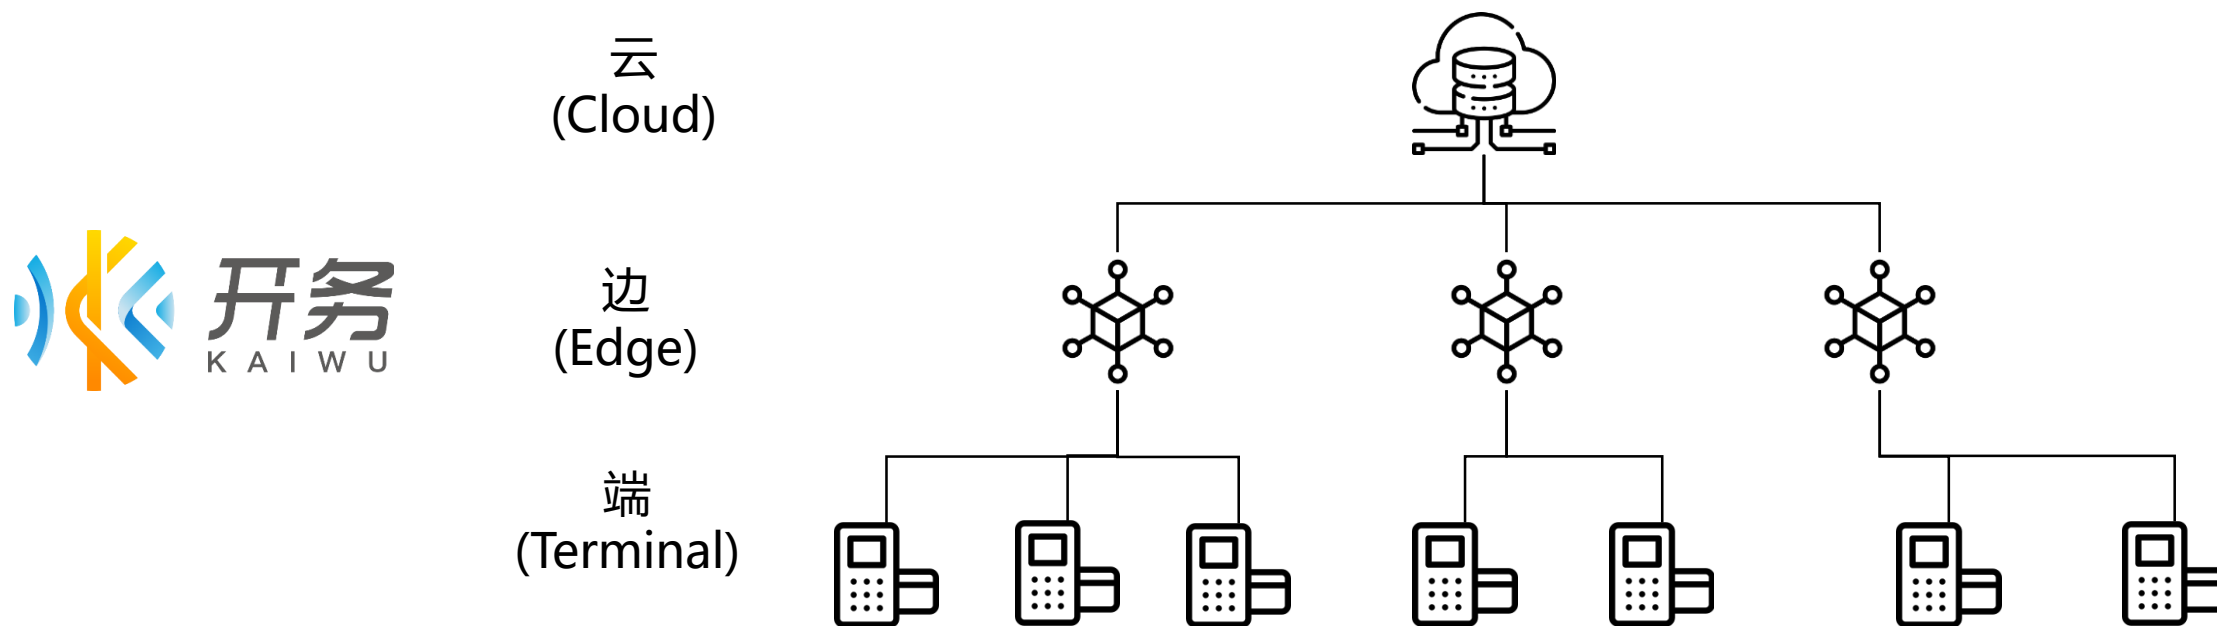 云
(Cloud)
开务
KAIWU
边
(Edge)
端
(Terminal)